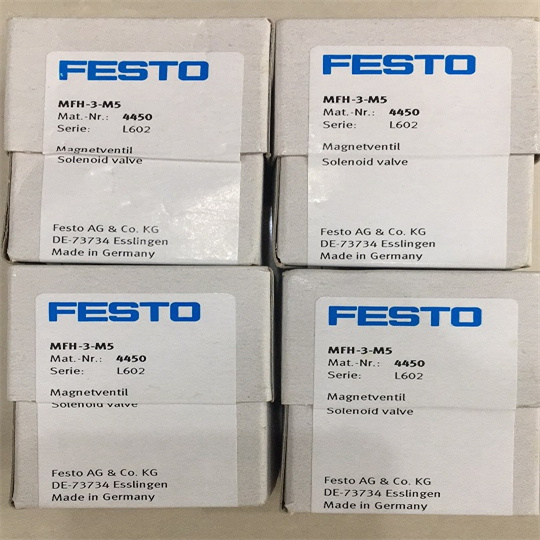 FESTO
MFH-3-M5
Mat.-Nr.: 4450
Serie: L602
Magnetventil
Solenoid valve
Festo AG & Co. KG
DE-73734 Esslingen
Made in Germany
FESTO
MFH-3-M5
Mat.-Nr.: 4450
Serie: L602
Magnetventil
Solenoid valve
Festo AG & Co. KG
DE-73734 Esslingen
Made in Germany
FESTO
MFH-3-M5
Mat.-Nr.: 4450
Serie: L602
Magnetventil
Solenoid valve
Festo AG & Co. KG
DE-73734 Esslingen
Made in Germany
FESTO
MFH-3-M5
Mat.-Nr.: 4450
Serie: L602
Magnetventil
Solenoid valve
Festo AG & Co. KG
DE-73734 Esslingen
Made in Germany